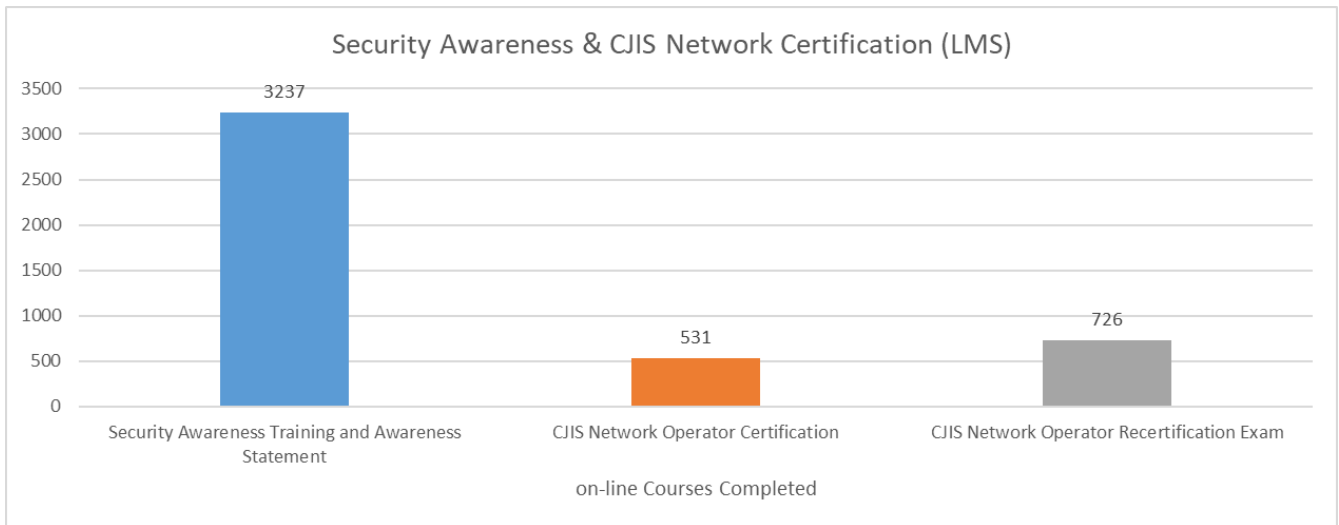 Security Awareness & CJIS Network Certification (LMS)
3500
3000
2500
2000
1500
1000
500
0
3237
531
726
Security Awareness Training and Awareness
Statement
CJIS Network Operator Certification
CJIS Network Operator Recertification Exam
on-line Courses Completed